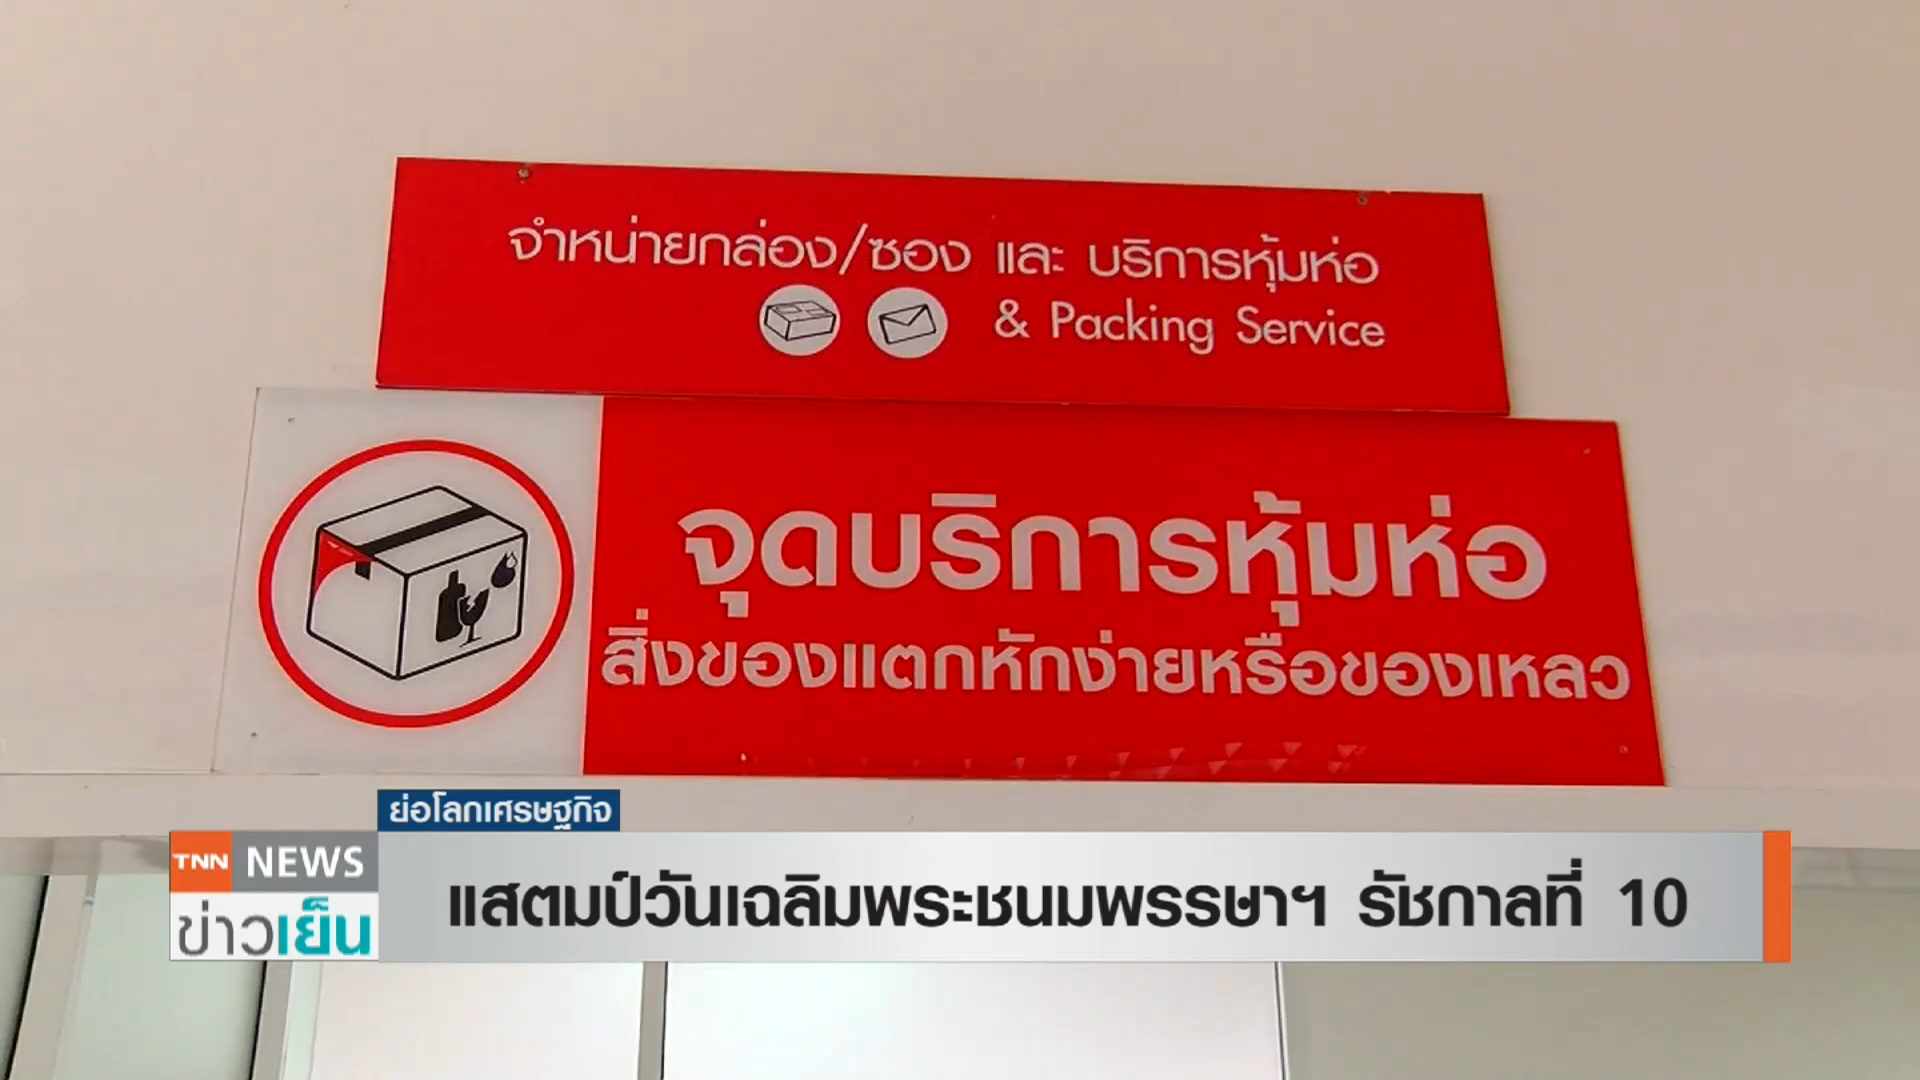 จำหน่ายกล่อง/ซอง และ บริการหุ้มห่อ
& Packing Service
จุดบริการหุ้มห่อ
สิ่งของแตกหักง่ายหรือของเหลว
ย่อโลกเศรษฐกิจ
TNN NEWS
ข่าวเย็น
แสตมป์วันเฉลิมพระชนมพรรษาฯ รัชกาลที่ 10